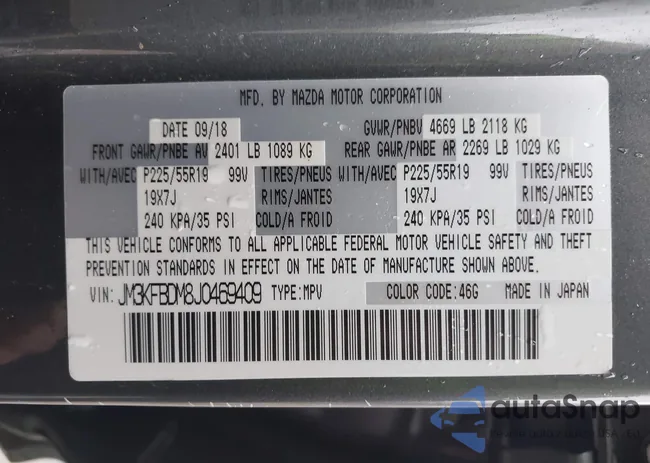 MFD. BY MAZDA MOTOR CORPORATION
DATE 09/18 GVWR/PNBV 4669 LB 2118 KG
FRONT GAWR/PNBE AV 2401 LB 1089 KG REAR GAWR/PNBE AR 2269 LB 1029 KG
WITH/AVEC P225/55R19 99V TIRES/PNEUS WITH/AVEC P225/55R19 99V TIRES/PNEUS
19X7J RIMS/JANTES 19X7J RIMS/JANTES
240 KPA/35 PSI COLD/A FROID 240 KPA/35 PSI COLD/A FROID
THIS VEHICLE CONFORMS TO ALL APPLICABLE FEDERAL MOTOR VEHICLE SAFETY AND THEFT
PREVENTION STANDARDS IN EFFECT ON THE DATE OF MANUFACTURE SHOWN ABOVE.
VIN: JM3KFBDM8J0469409 TYPE:MPV COLOR CODE:46G MADE IN JAPAN
autoSnap